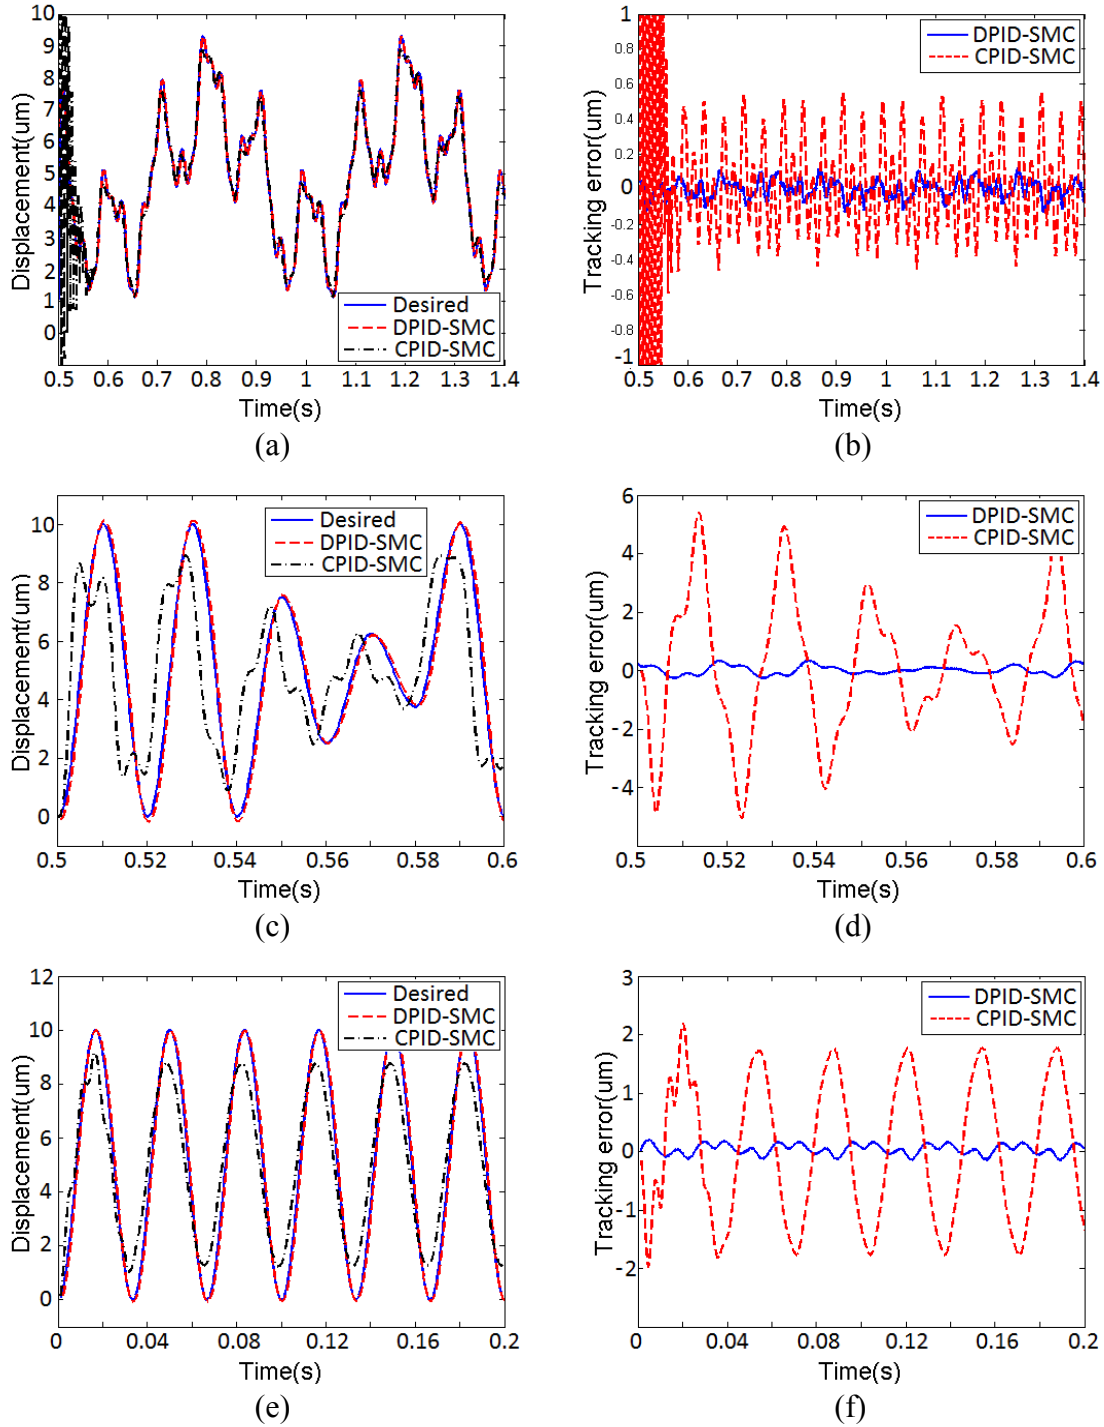 10
9
8
7
6
5
4
3
2
1
0
Displacement(um)
Desired
DPID-SMC
CPID-SMC
0.5 0.6 0.7 0.8 0.9 1 1.1 1.2 1.3 1.4
Time(s)
(a)
1
0.8
0.6
0.4
0.2
0
-0.2
-0.4
-0.6
-0.8
-1
Tracking error(um)
DPID-SMC
CPID-SMC
0.5 0.6 0.7 0.8 0.9 1 1.1 1.2 1.3 1.4
Time(s)
(b)
10
8
6
4
2
0
Displacement(um)
Desired
DPID-SMC
CPID-SMC
0.5 0.52 0.54 0.56 0.58 0.6
Time(s)
(c)
6
4
2
0
-2
-4
Tracking error(um)
DPID-SMC
CPID-SMC
0.5 0.52 0.54 0.56 0.58 0.6
Time(s)
(d)
12
10
8
6
4
2
0
Displacement(um)
Desired
DPID-SMC
CPID-SMC
0 0.04 0.08 0.12 0.16 0.2
Time(s)
(e)
3
2
1
0
-1
-2
Tracking error(um)
DPID-SMC
CPID-SMC
0 0.04 0.08 0.12 0.16 0.2
Time(s)
(f)